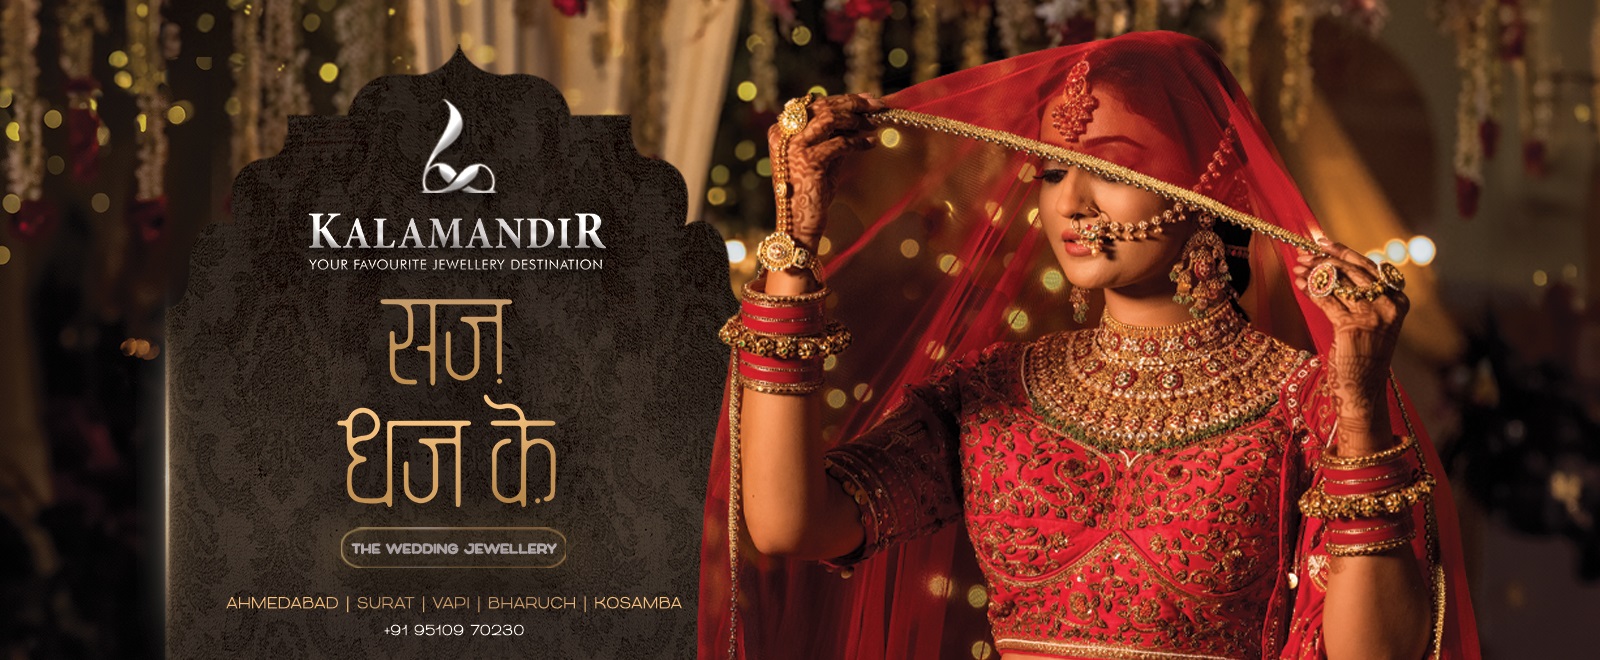 KALAMANDIR
YOUR FAVOURITE JEWELLERY DESTINATION
सज़
धज के़
THE WEDDING JEWELLERY
AHMEDABAD | SURAT | VAPI | BHARUCH | KOSAMBA
+91 95109 70230